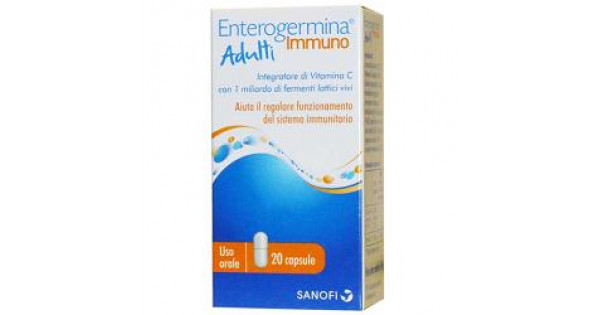 Enterogermina®
Immuno
Adulti
Integratore di Vitamina C
con 1 miliardo di fermenti lattici vivi
Aiuta il regolare funzionamento
del sistema immunitario
Uso
orale
20 capsule
SANOFI